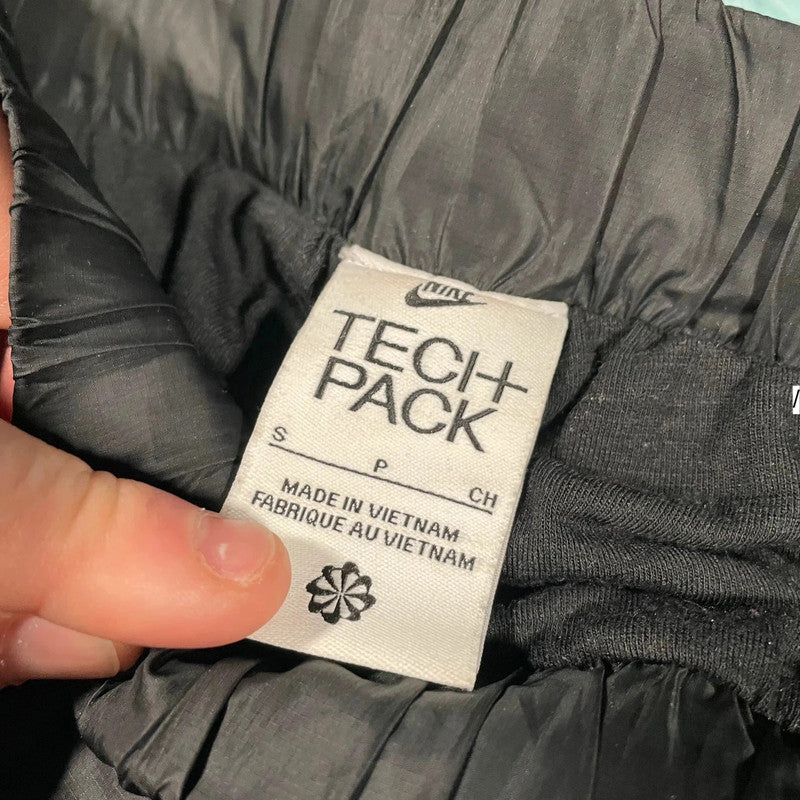 NIKE
TECH
PACK
S
P
CH
MADE IN VIETNAM
FABRIQUE AU VIETNAM